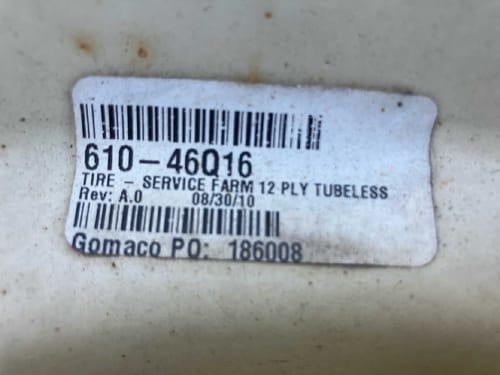 610-46Q16
TIRE - SERVICE FARM 12 PLY TUBELESS
Rev: A.0 08/30/10
Gomaco PO: 186008